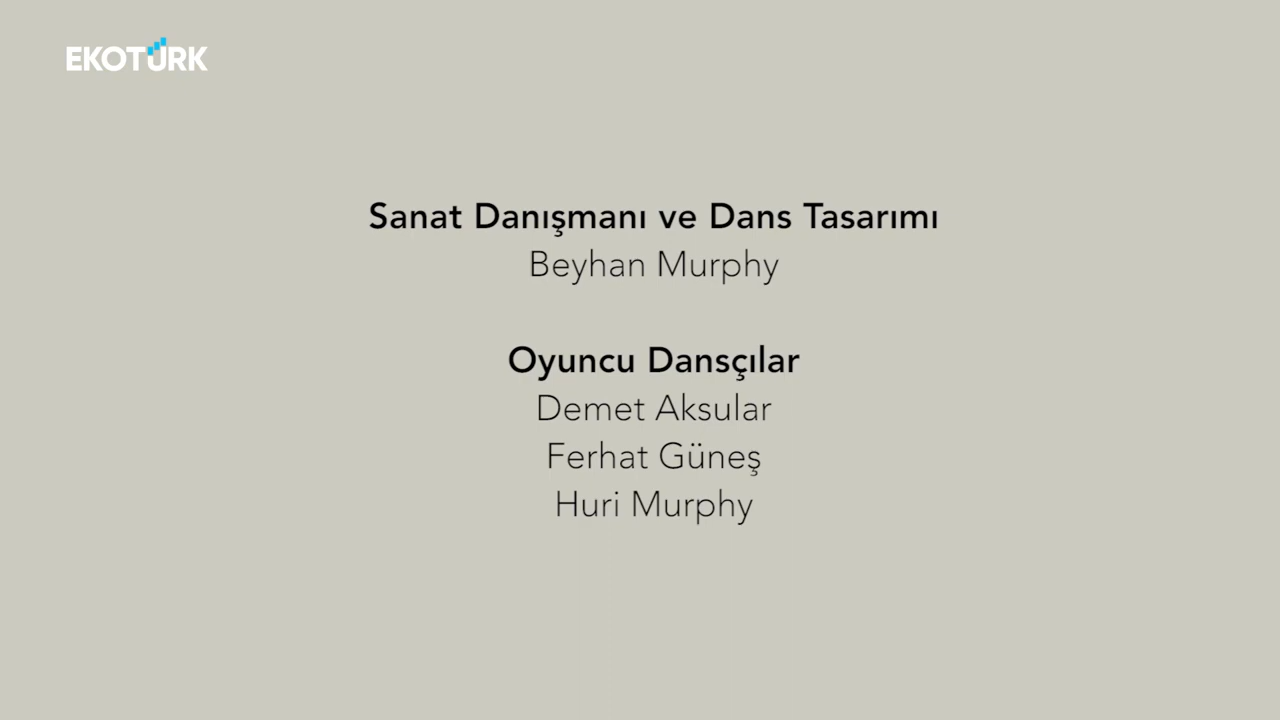 EKOTÜRK
Sanat Danışmanı ve Dans Tasarımı
Beyhan Murphy
Oyuncu Dansçılar
Demet Aksular
Ferhat Güneş
Huri Murphy